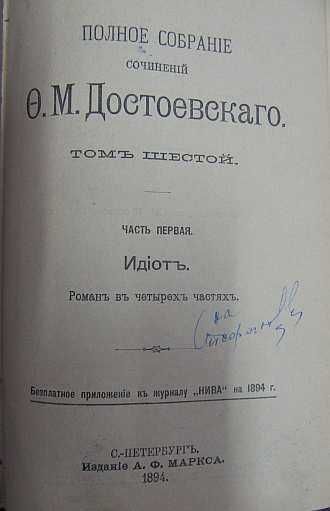 ПОЛНОЕ СОБРАНІЕ
СОЧИНЕНІЙ
Ѳ. М. Достоевскаго.
ТОМЪ ШЕСТОЙ.
ЧАСТЬ ПЕРВАЯ.
Идіотъ.
Романъ въ четырехъ частяхъ.
Безплатное приложеніе къ журналу „НИВА" на 1894 г.
С.-ПЕТЕРБУРГЪ.
Изданіе А. Ф. МАРКСА.
1894.